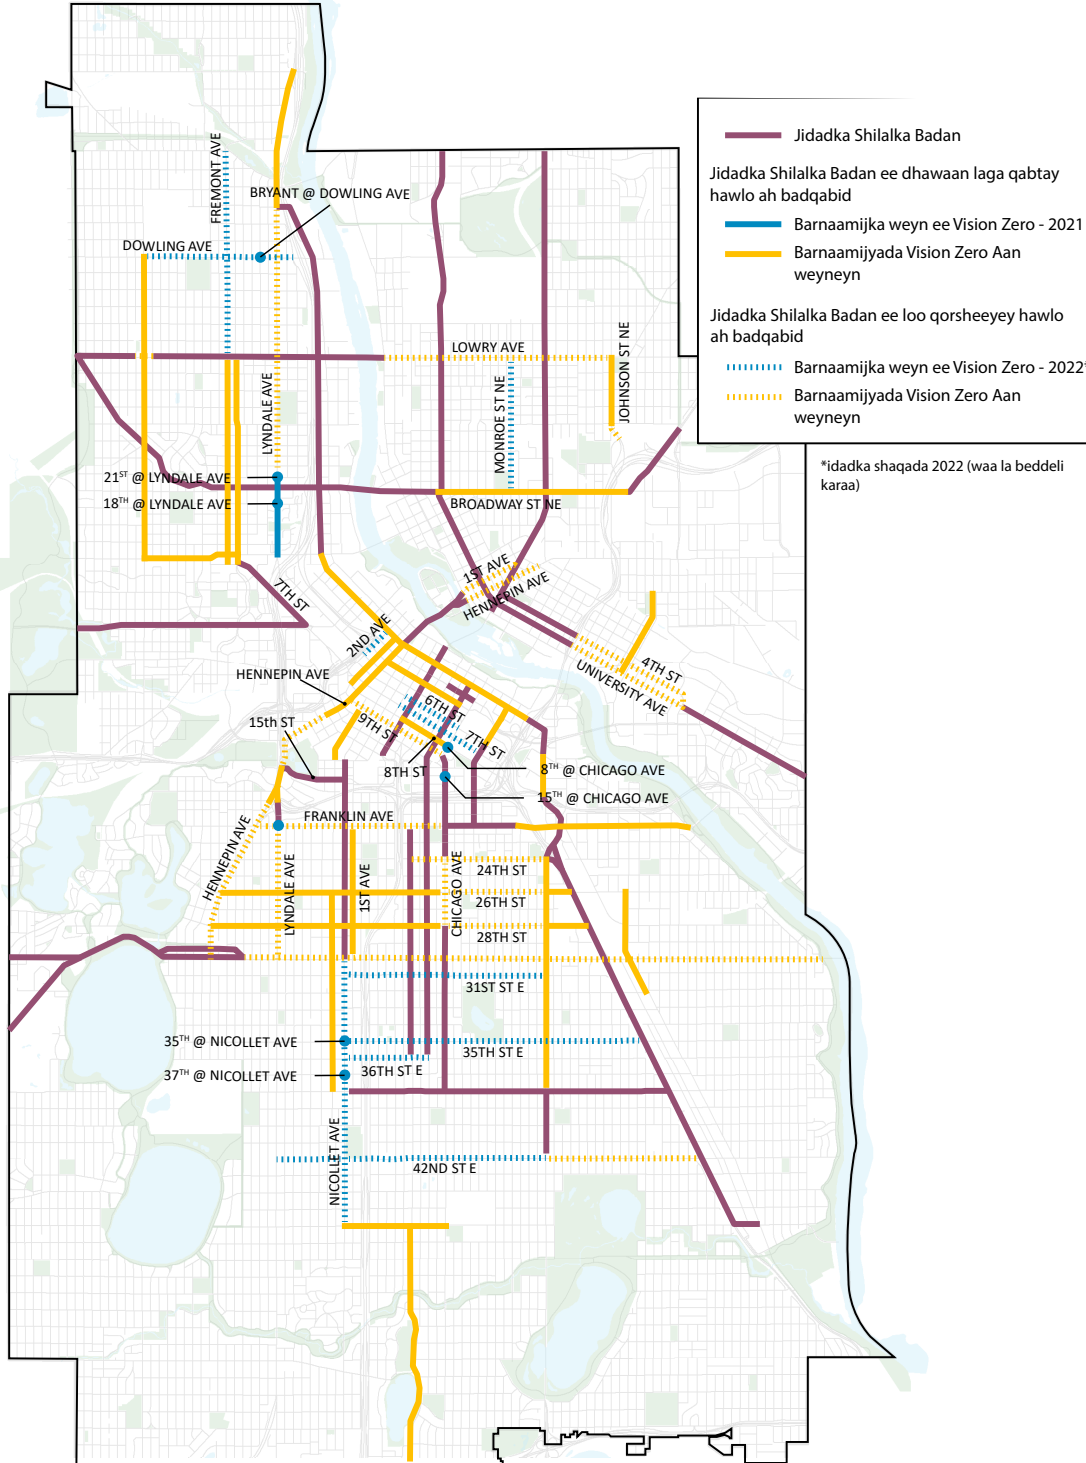 Jidadka Shilalka Badan
Jidadka Shilalka Badan ee dhawaan laga qabtay
hawlo ah badqabid
Barnaamijka weyn ee Vision Zero - 2021
Barnaamijyada Vision Zero Aan
weyneyn
Jidadka Shilalka Badan ee loo qorsheeyey hawlo
ah badqabid
Barnaamijka weyn ee Vision Zero - 2022*
Barnaamijyada Vision Zero Aan
weyneyn
*idadka shaqada 2022 (waa la beddeli
karaa)
FREMONT AVE
BRYANT @ DOWLING AVE
DOWLING AVE
LOWRY AVE
JOHNSON ST NE
LYNDALE AVE
MONROE ST NE
21ST @ LYNDALE AVE
18TH @ LYNDALE AVE
BROADWAY ST NE
1ST AVE
HENNEPIN AVE
7TH ST
2ND AVE
4TH ST
UNIVERSITY AVE
HENNEPIN AVE
6TH ST
15th ST
9TH ST
7TH ST
8TH ST
8TH @ CHICAGO AVE
15TH @ CHICAGO AVE
FRANKLIN AVE
HENNEPIN AVE
LYNDALE AVE
1ST AVE
CHICAGO AVE
24TH ST
26TH ST
28TH ST
31ST ST E
35TH @ NICOLLET AVE
35TH ST E
36TH ST E
37TH @ NICOLLET AVE
NICOLLET AVE
42ND ST E